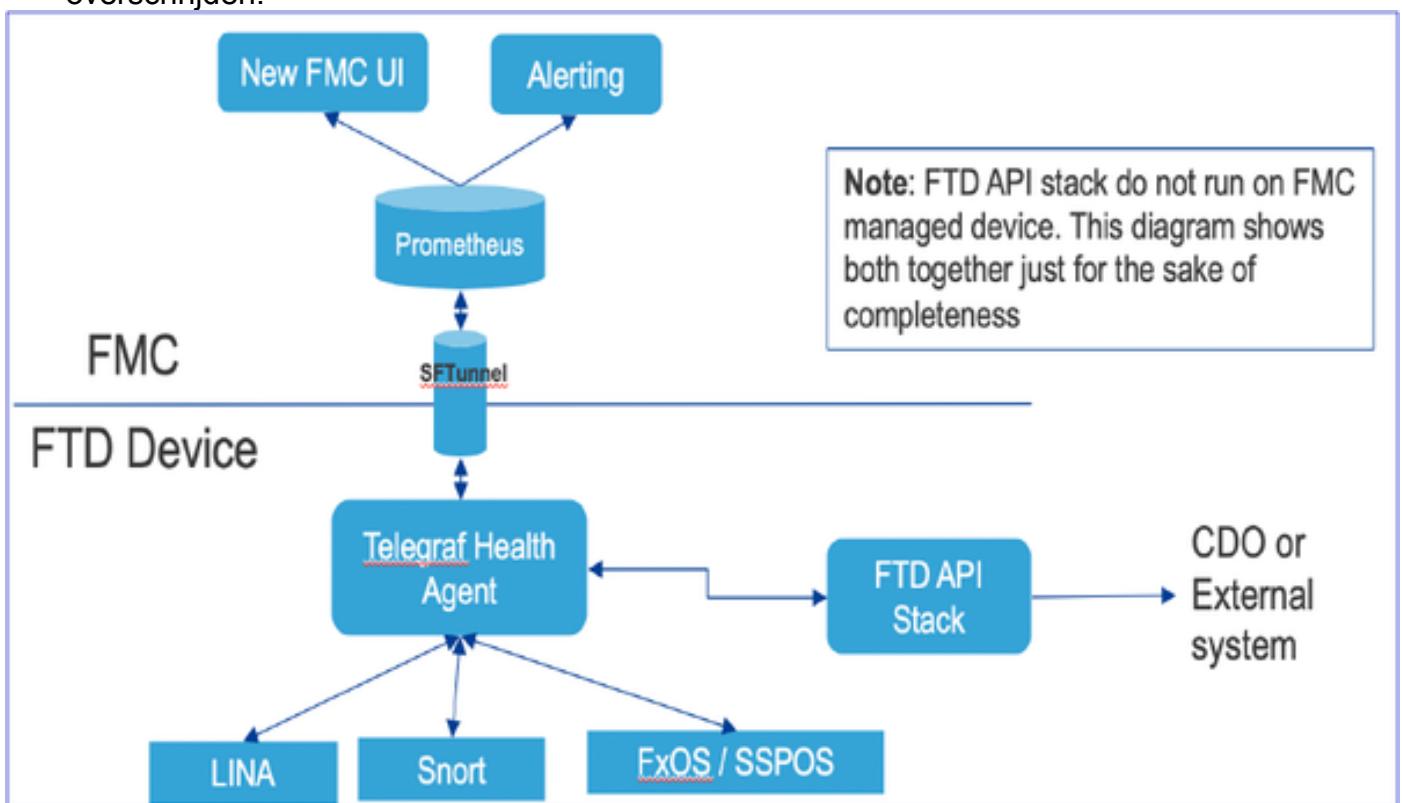 overschrijden.
New FMC UI
Alerting
Prometheus
Note: FTD API stack do not run on FMC
managed device. This diagram shows
both together just for the sake of
completeness
FMC
SFTunnel
FTD Device
Telegraf Health
Agent
FTD API
Stack
CDO or
External
system
LINA
Snort
FxOS / SSPOS